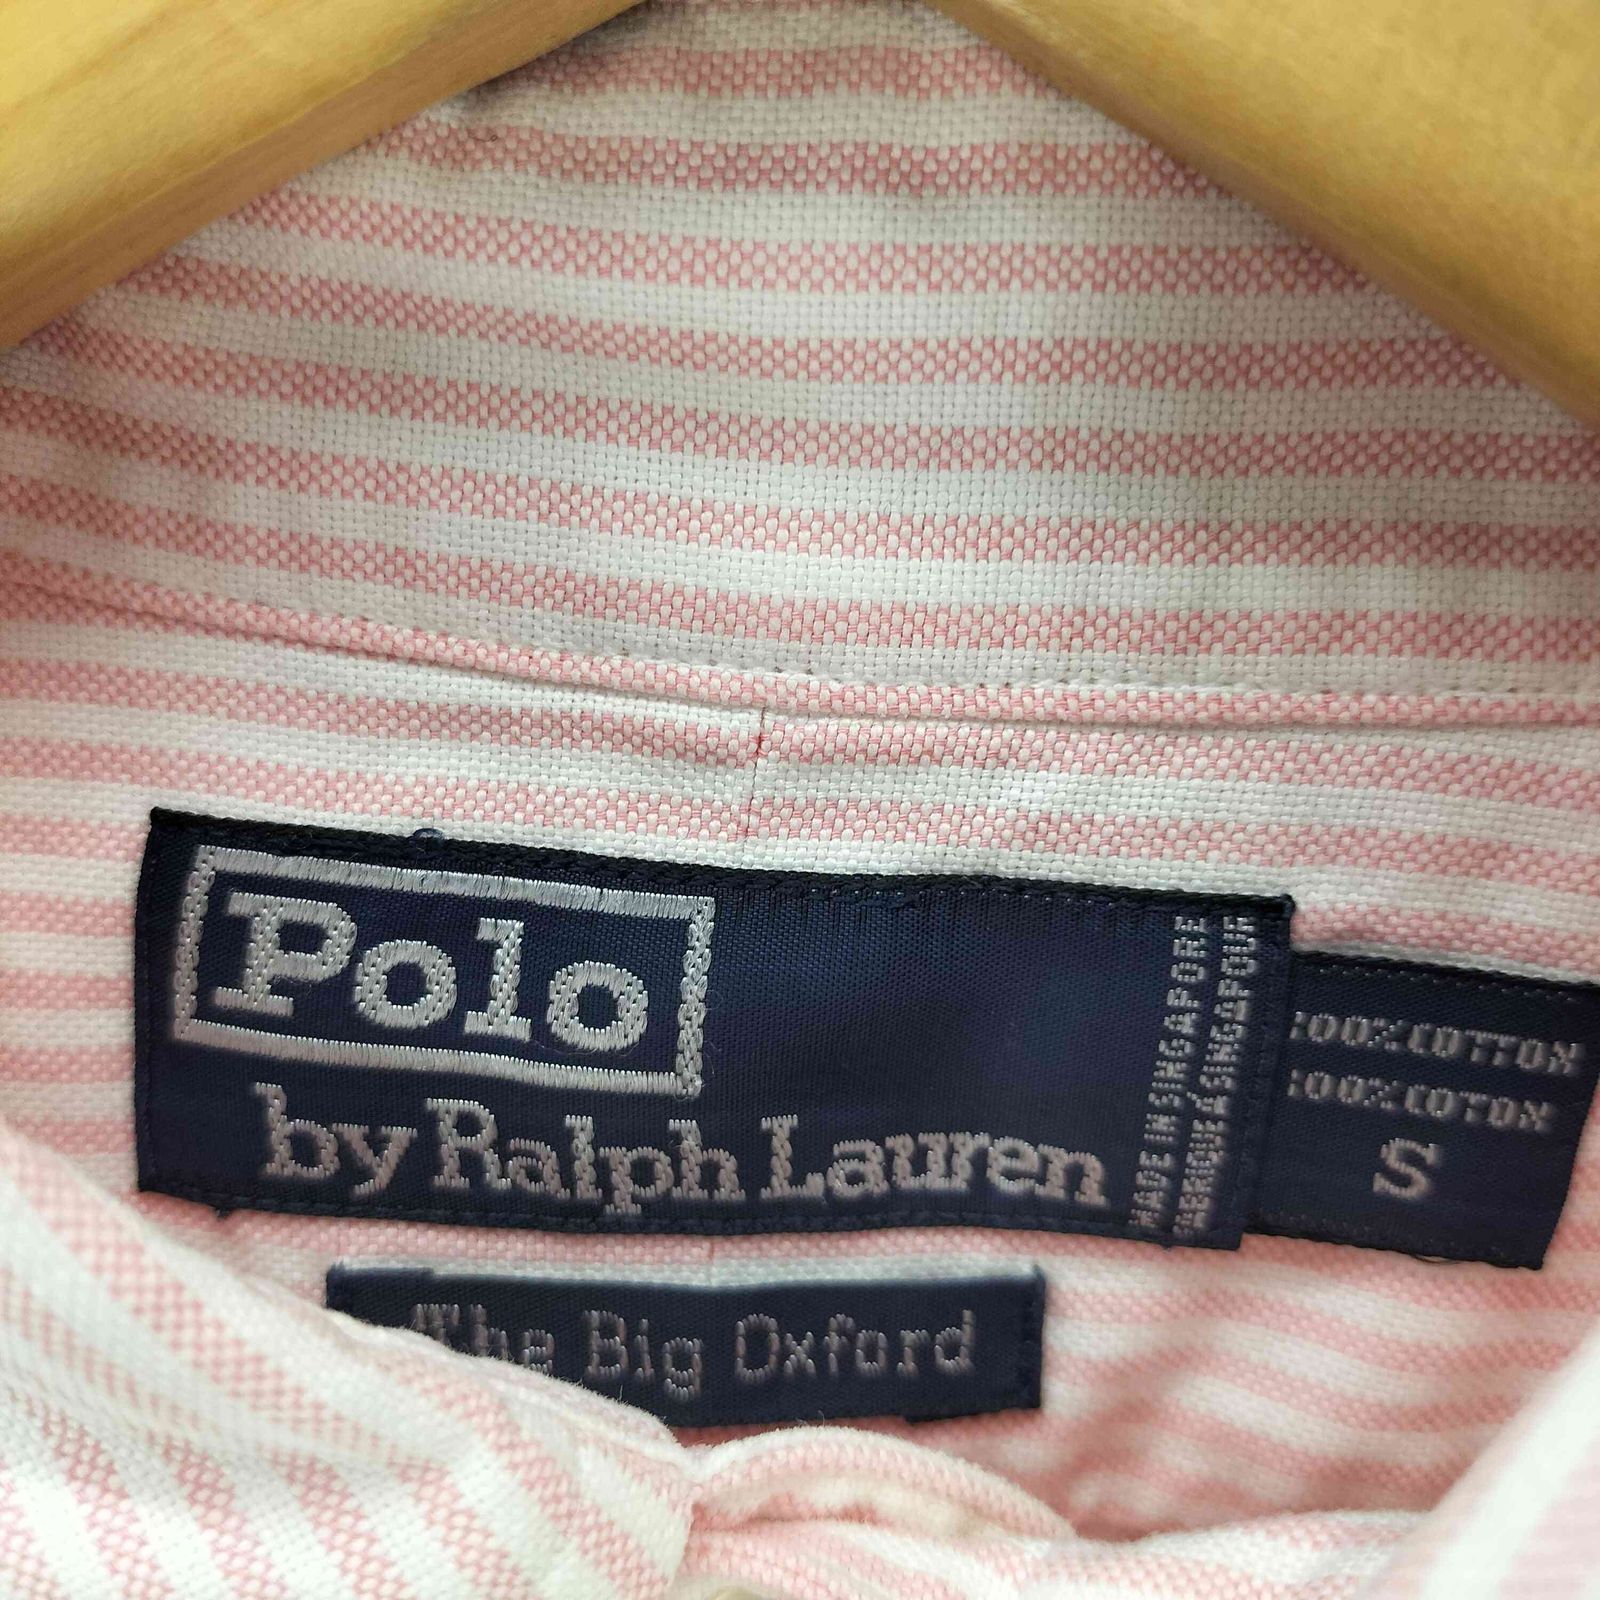 Polo
by Ralph Lauren
MADE IN SINGAPORE
FABRIQUÉ À SINGAPOUR
100% COTTON
100% COTON
S
The Big Oxford